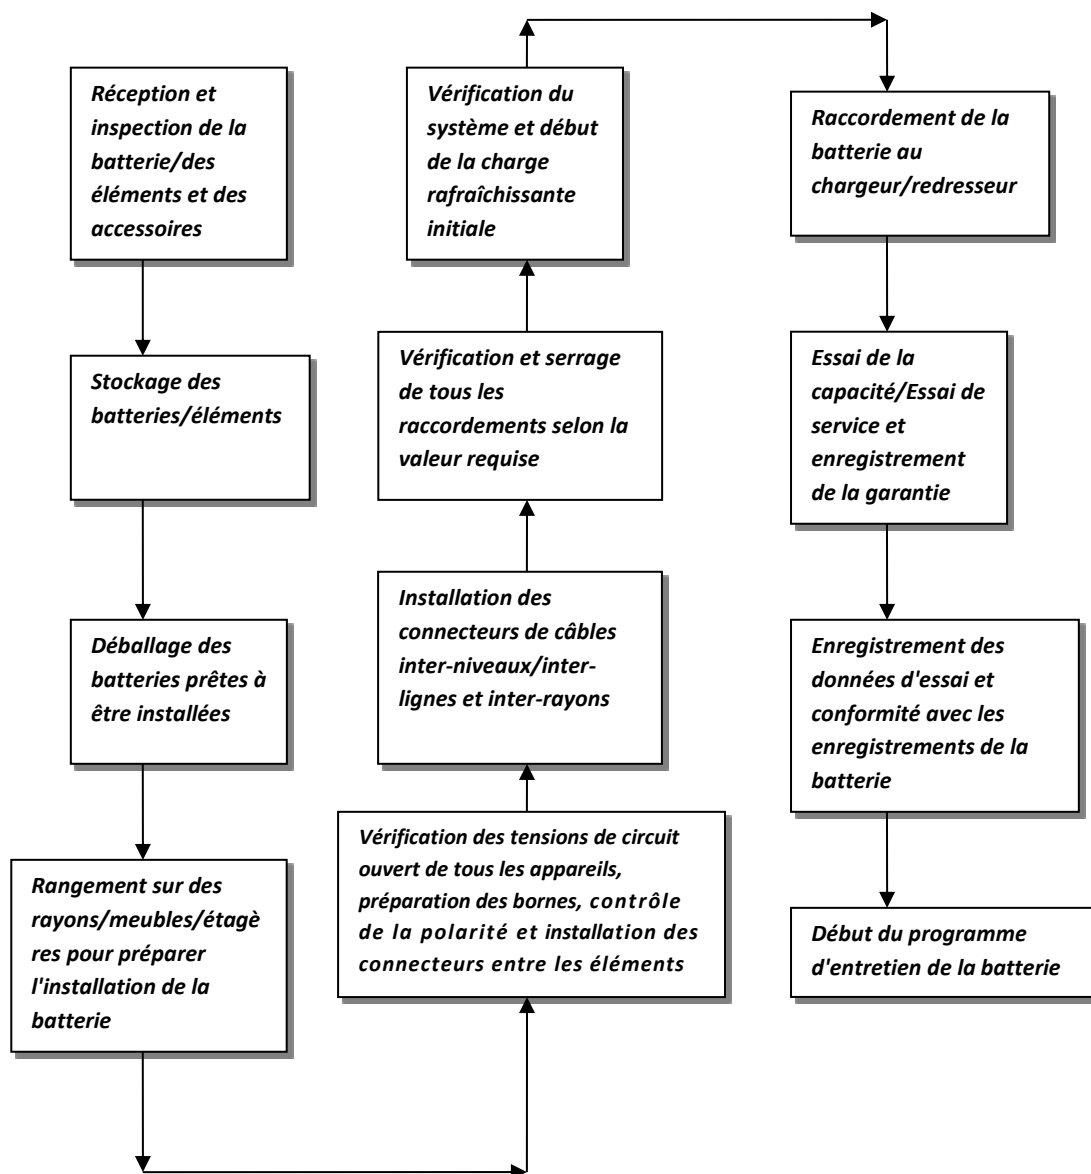 Réception et
inspection de la
batterie/des
éléments et des
accessoires
Stockage des
batteries/éléments
Déballage des
batteries prêtes à
être installées
Rangement sur des
rayons/meubles/étagè
res pour préparer
l'installation de la
batterie
Vérification des tensions de circuit
ouvert de tous les appareils,
préparation des bornes, contrôle
de la polarité et installation des
connecteurs entre les éléments
Installation des
connecteurs de câbles
inter-niveaux/inter-
lignes et inter-rayons
Vérification et serrage
de tous les
raccordements selon la
valeur requise
Vérification du
système et début
de la charge
rafraîchissante
initiale
Raccordement de la
batterie au
chargeur/redresseur
Essai de la
capacité/Essai de
service et
enregistrement
de la garantie
Enregistrement des
données d'essai et
conformité avec les
enregistrements de la
batterie
Début du programme
d'entretien de la batterie